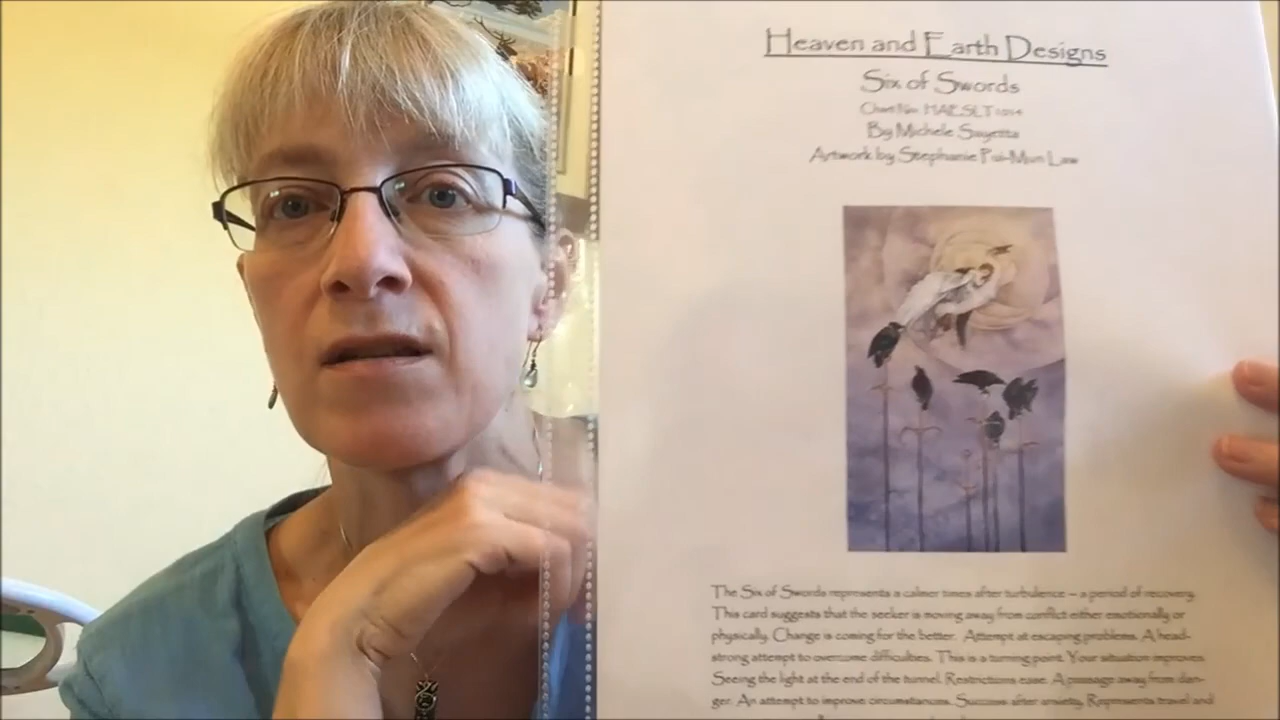 Heaven and Earth Designs
Six of Swords
By Michele Sayetta
Artwork by Stephanie Pui-Mun Law
The Six of Swords represents a calmer times after turbulence – a period of recovery.
This card suggests that the seeker is moving away from conflict either emotionally or
physically. Change is coming for the better. Attempt at escaping problems. A head-
strong attempt to overcome difficulties. This is a turning point. Your situation improves
Seeing the light at the end of the tunnel. Restrictions ease. A passage away from dan-
ger. An attempt to improve circumstances. Success after anxiety. Represents travel and